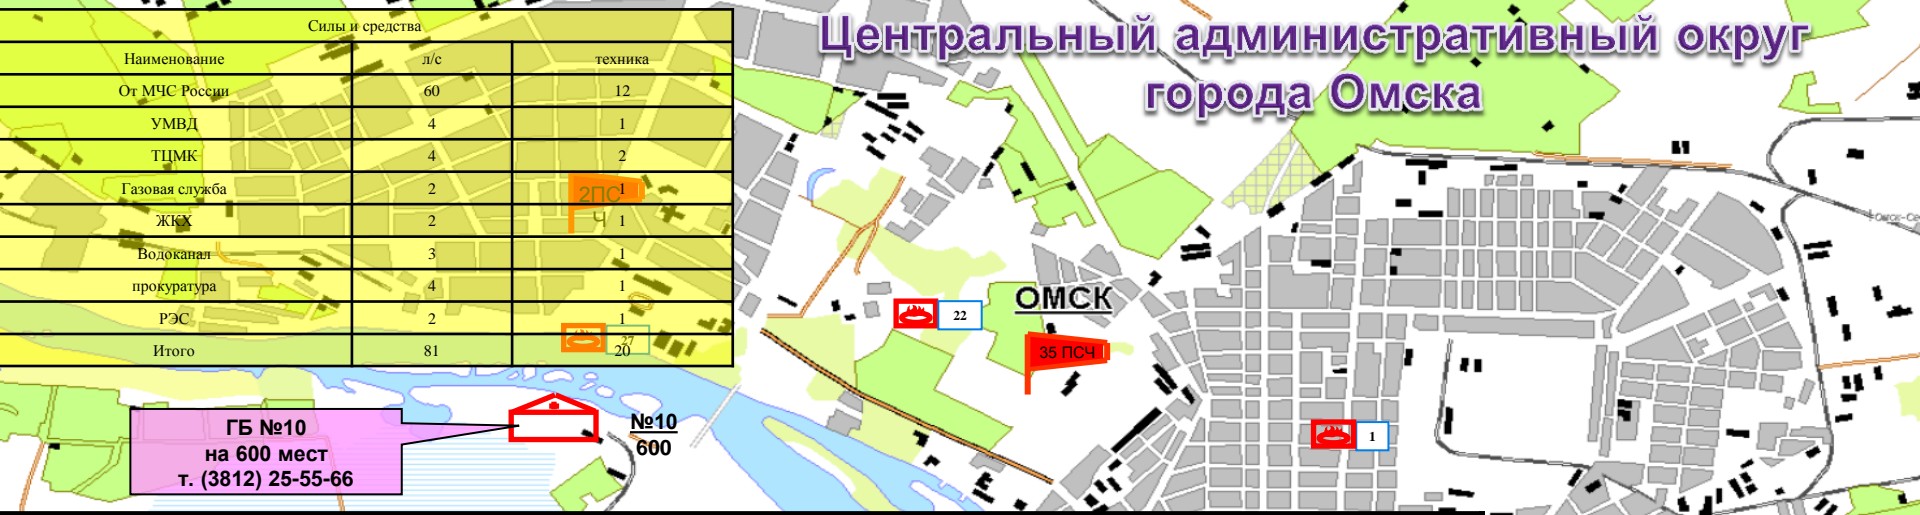 Центральный административный округ
города Омска
Силы и средства
Наименование л/с техника
От МЧС России 60 12
УМВД 4 1
ТЦМК 4 2
Газовая служба 2 1
ЖКХ 2 1
Водоканал 3 1
прокуратура 4 1
РЭС 2 1
Итого 81 20
2ПС
Ч
27
22
ОМСК
35 ПСЧ
1
ГБ №10
на 600 мест
т. (3812) 25-55-66
№10
600